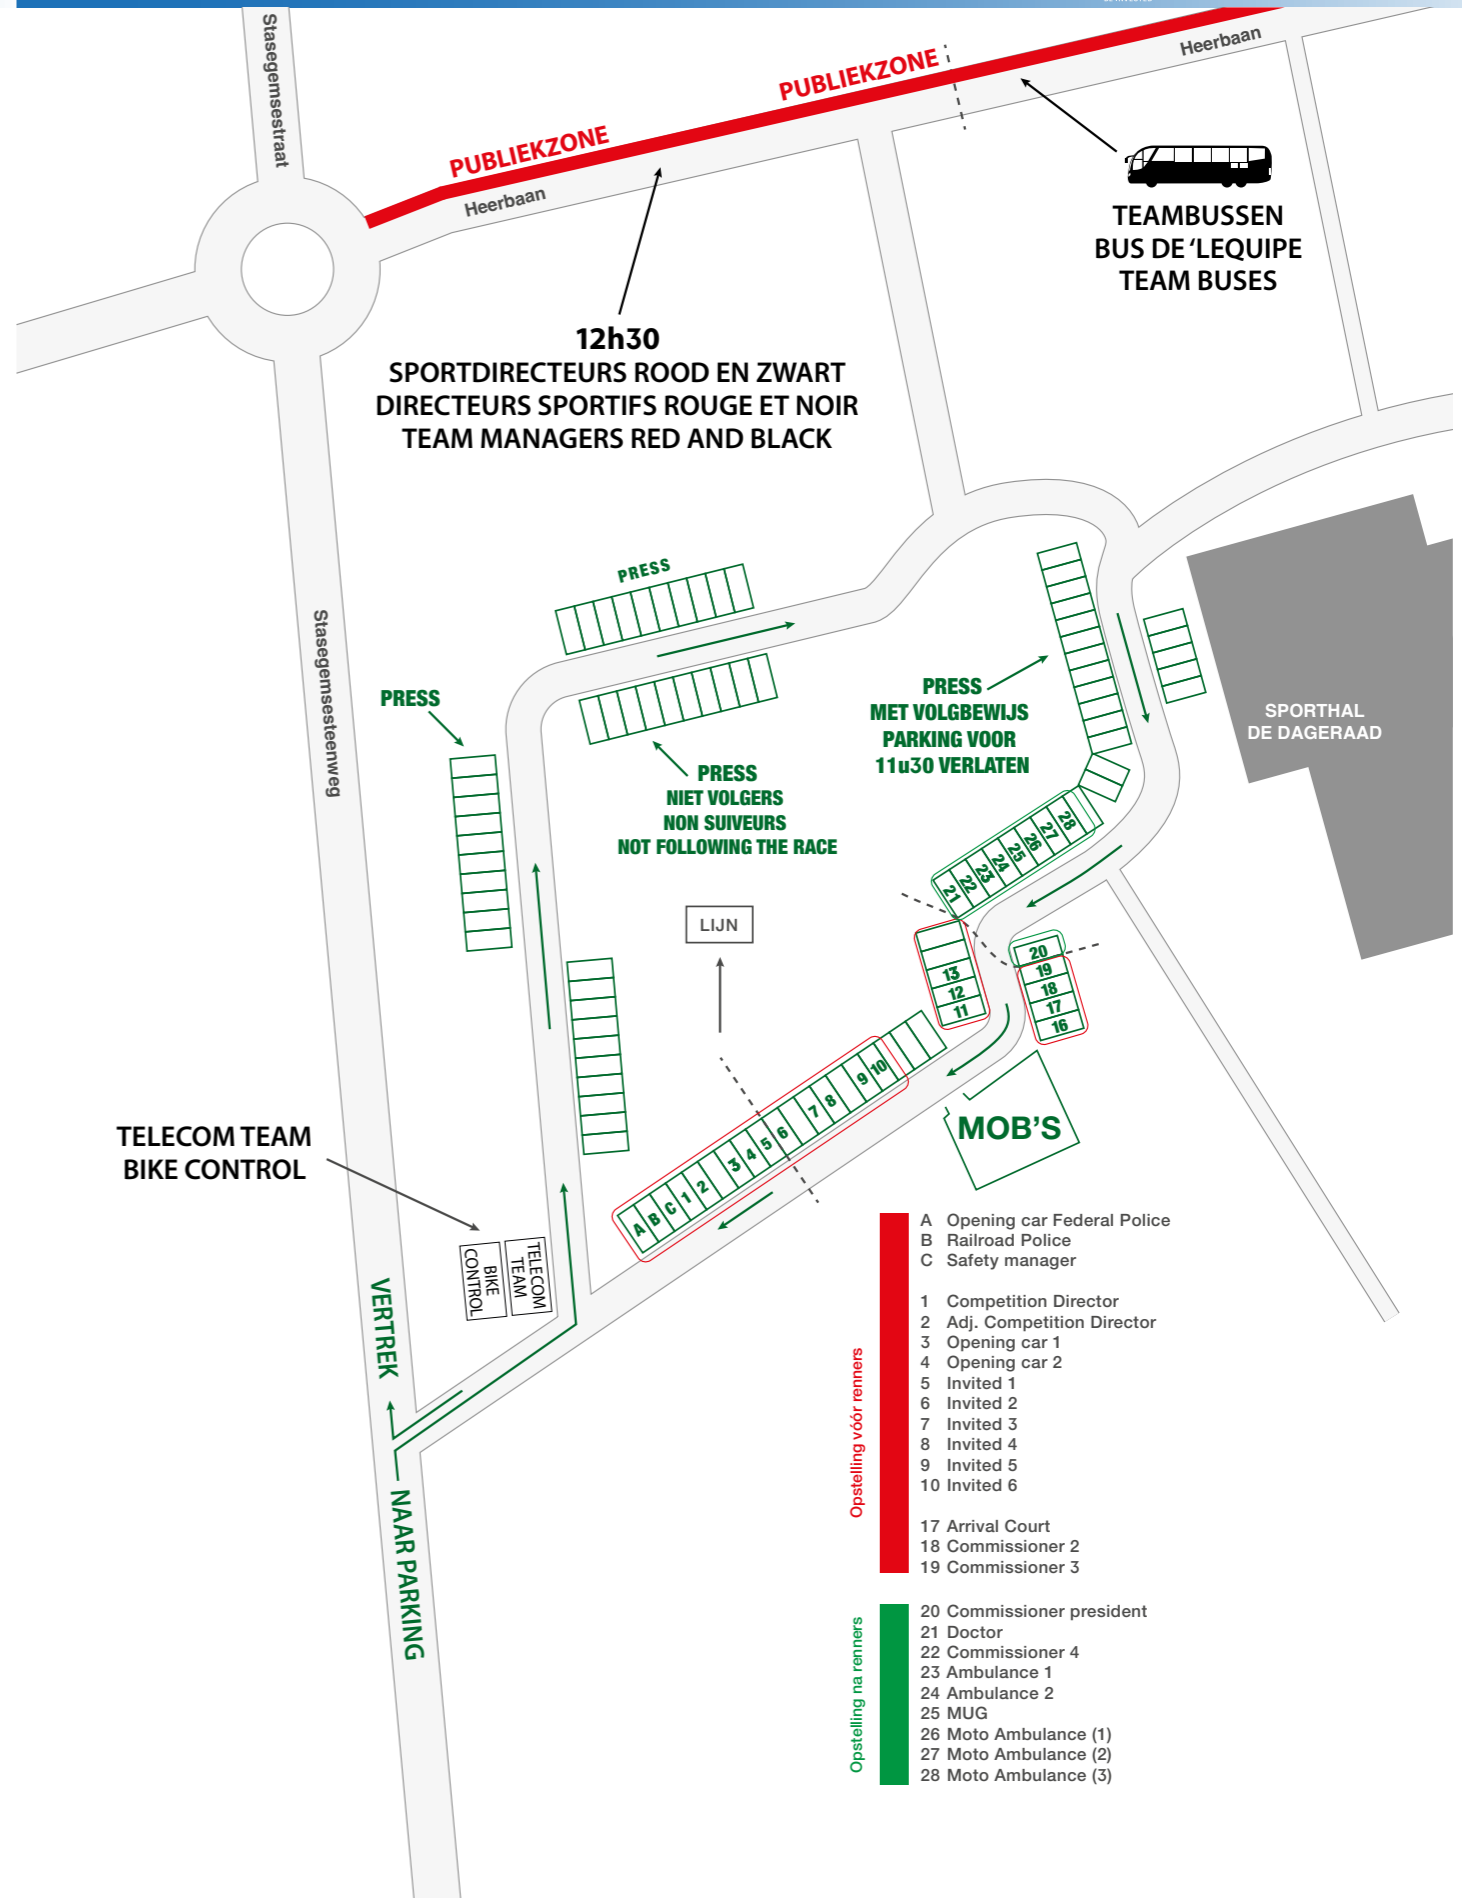 Stasegemsestraat
PUBLIEKZONE
Heerbaan
PUBLIEKZONE
Heerbaan
TEAMBUSSEN
BUS DE ‘LEQUIPE
TEAM BUSES
12h30
SPORTDIRECTEURS ROOD EN ZWART
DIRECTEURS SPORTIFS ROUGE ET NOIR
TEAM MANAGERS RED AND BLACK
Stasegemsesteenweg
PRESS
PRESS
PRESS
NIET VOLGERS
NON SUIVEURS
NOT FOLLOWING THE RACE
PRESS
MET VOLGBEWIJS
PARKING VOOR
11u30 VERLATEN
SPORTHAL
DE DAGERAAD
21
22
23
24
25
26
27
28
LIJN
13
12
11
20
19
18
17
16
A
B
C
1
2
3
4
5
6
7
8
9
10
MOB’S
TELECOM TEAM
BIKE CONTROL
BIKE
CONTROL
TELECOM
TEAM
VERTREK
NAAR PARKING
Opstelling vóór renners
A Opening car Federal Police
B Railroad Police
C Safety manager
1 Competition Director
2 Adj. Competition Director
3 Opening car 1
4 Opening car 2
5 Invited 1
6 Invited 2
7 Invited 3
8 Invited 4
9 Invited 5
10 Invited 6
17 Arrival Court
18 Commissioner 2
19 Commissioner 3
Opstelling na renners
20 Commissioner president
21 Doctor
22 Commissioner 4
23 Ambulance 1
24 Ambulance 2
25 MUG
26 Moto Ambulance (1)
27 Moto Ambulance (2)
28 Moto Ambulance (3)